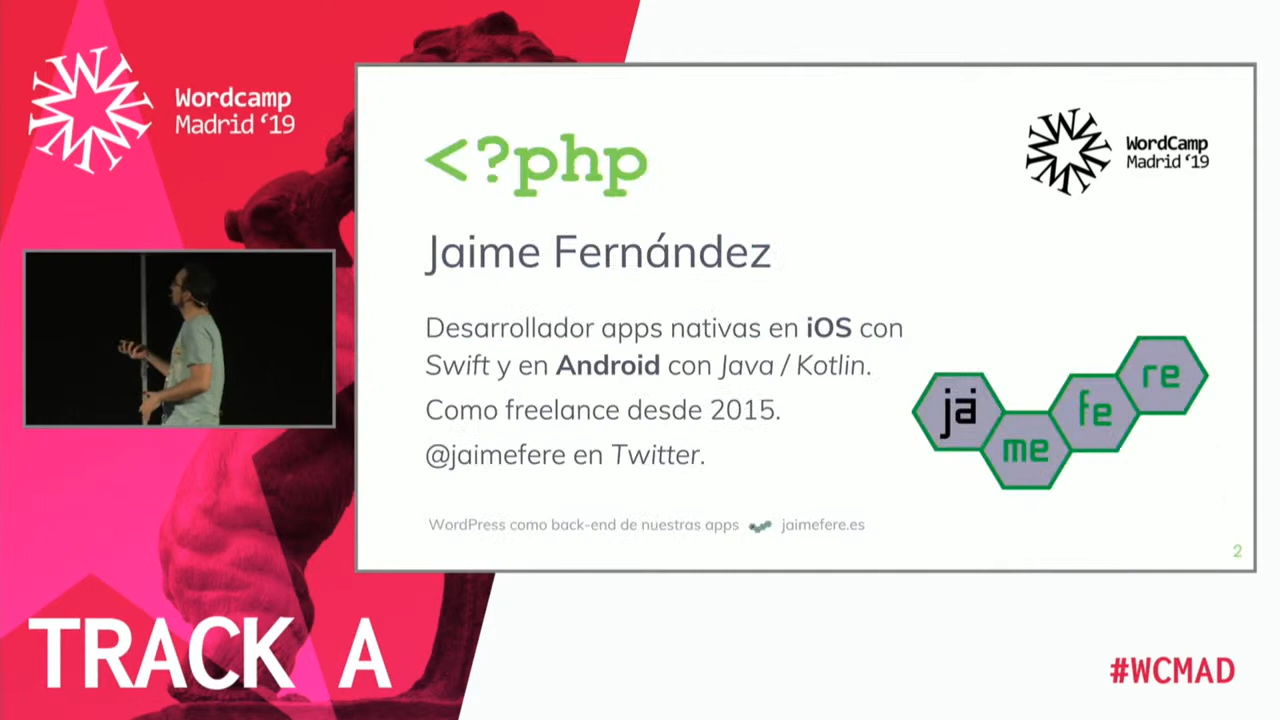 Wordcamp
Madrid '19
<?php
WordCamp
Madrid '19
Jaime Fernández
Desarrollador apps nativas en iOS con
Swift y en Android con Java / Kotlin.
Como freelance desde 2015.
@jaimefere en Twitter.
ja
me
fe
re
WordPress como back-end de nuestras apps jaimefere.es
2
TRACK A
#WCMAD